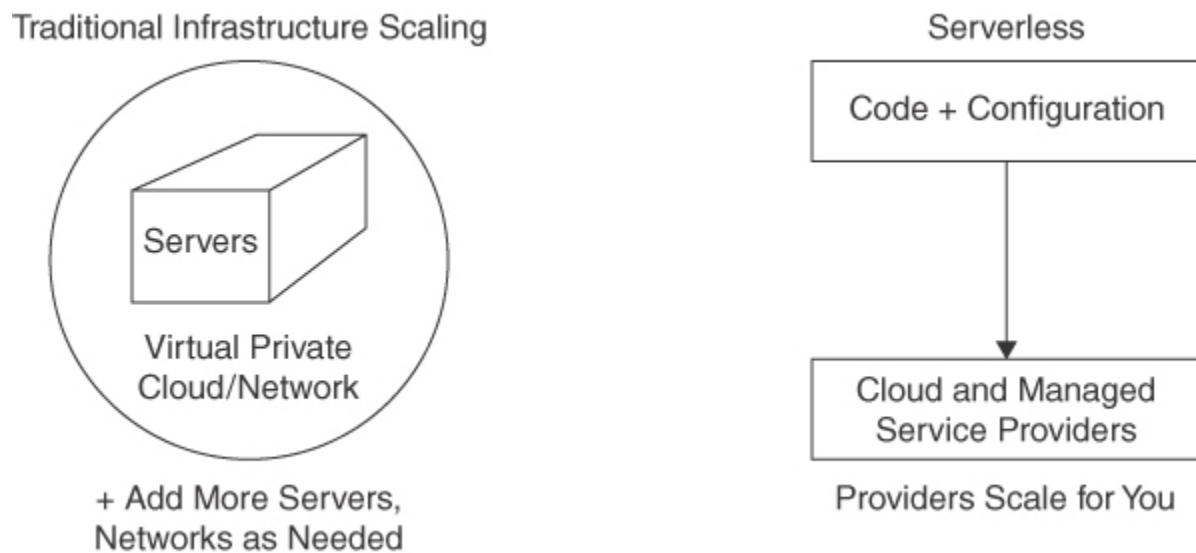 Traditional Infrastructure Scaling
Servers
Virtual Private
Cloud/Network
+ Add More Servers,
Networks as Needed
Serverless
Code + Configuration
Cloud and Managed
Service Providers
Providers Scale for You